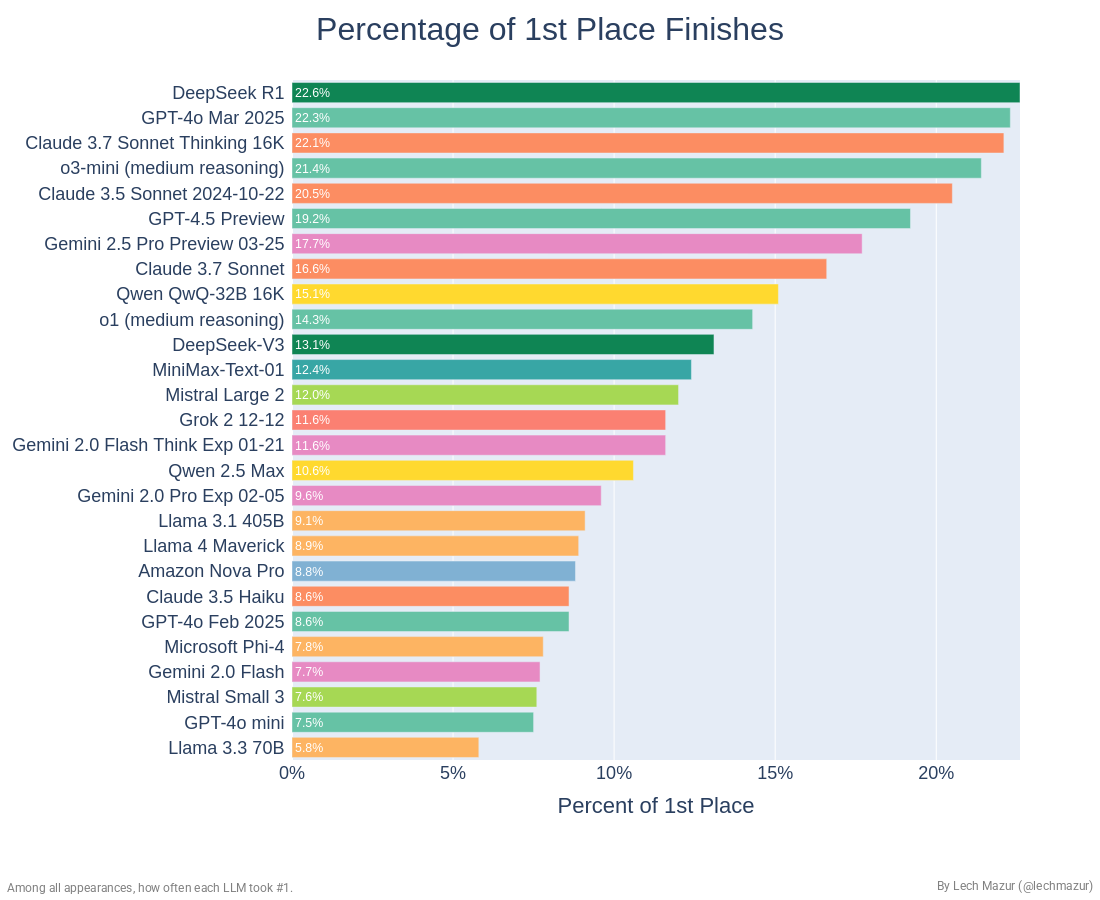 Percentage of 1st Place Finishes
DeepSeek R1 22.6%
GPT-4o Mar 2025 22.3%
Claude 3.7 Sonnet Thinking 16K 22.1%
o3-mini (medium reasoning) 21.4%
Claude 3.5 Sonnet 2024-10-22 20.5%
GPT-4.5 Preview 19.2%
Gemini 2.5 Pro Preview 03-25 17.7%
Claude 3.7 Sonnet 16.6%
Qwen QwQ-32B 16K 15.1%
o1 (medium reasoning) 14.3%
DeepSeek-V3 13.1%
MiniMax-Text-01 12.4%
Mistral Large 2 12.0%
Grok 2 12-12 11.6%
Gemini 2.0 Flash Think Exp 01-21 11.6%
Qwen 2.5 Max 10.6%
Gemini 2.0 Pro Exp 02-05 9.6%
Llama 3.1 405B 9.1%
Llama 4 Maverick 8.9%
Amazon Nova Pro 8.8%
Claude 3.5 Haiku 8.6%
GPT-4o Feb 2025 8.6%
Microsoft Phi-4 7.8%
Gemini 2.0 Flash 7.7%
Mistral Small 3 7.6%
GPT-4o mini 7.5%
Llama 3.3 70B 5.8%
0% 5% 10% 15% 20%
Percent of 1st Place
Among all appearances, how often each LLM took #1.
By Lech Mazur (@lechmazur)